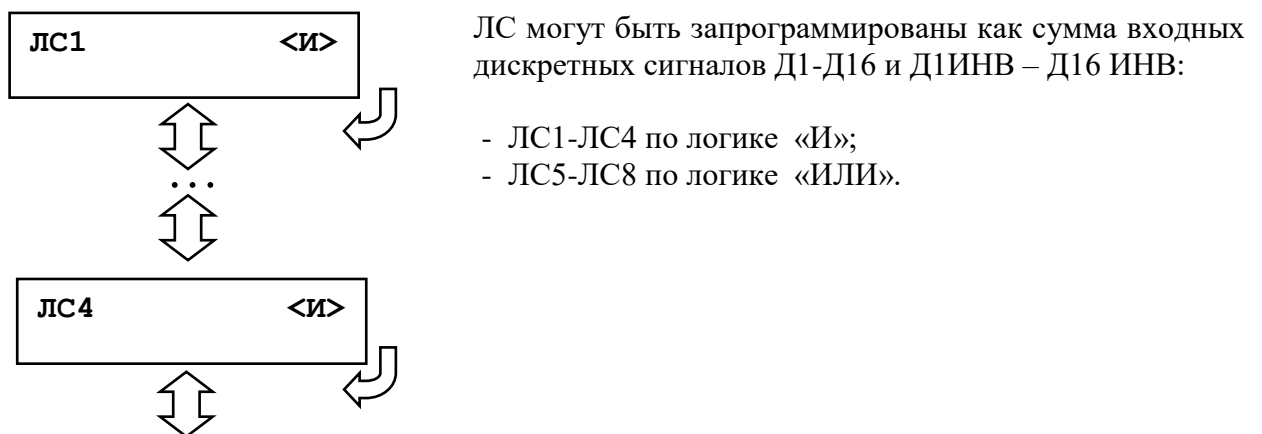 ЛС1 <И>
ЛС могут быть запрограммированы как сумма входных
дискретных сигналов Д1-Д16 и Д1ИНВ – Д16 ИНВ:
- ЛС1-ЛС4 по логике «И»;
- ЛС5-ЛС8 по логике «ИЛИ».
...
ЛС4 <И>